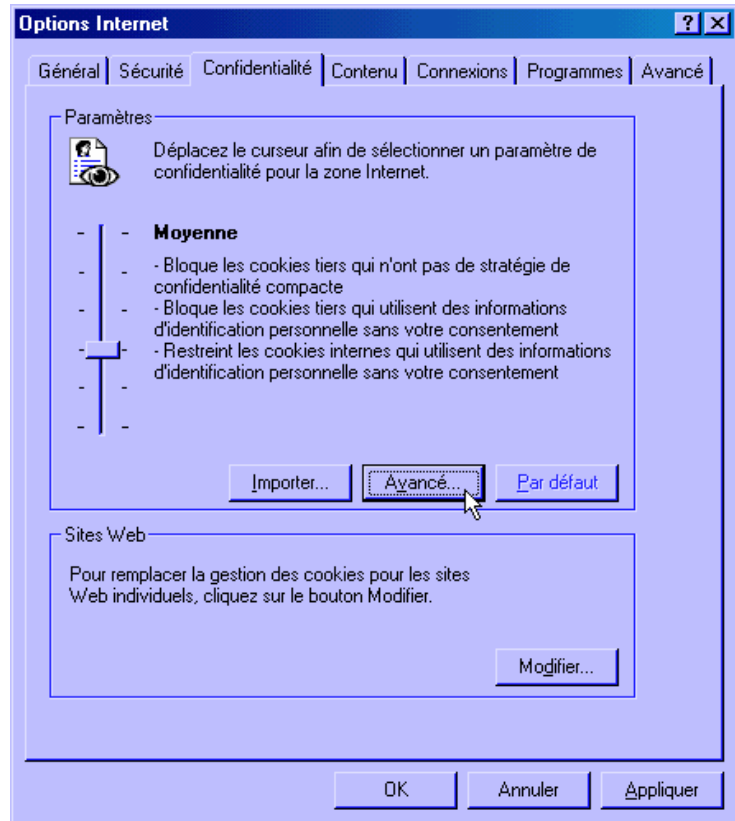 Options Internet
? ×
Général Sécurité Confidentialité Contenu Connexions Programmes Avancé
Paramètres
Déplacez le curseur afin de sélectionner un paramètre de
confidentialité pour la zone Internet.
Moyenne
- Bloque les cookies tiers qui n'ont pas de stratégie de
confidentialité compacte
- Bloque les cookies tiers qui utilisent des informations
d'identification personnelle sans votre consentement
- Restreint les cookies internes qui utilisent des informations
d'identification personnelle sans votre consentement
Importer... Avancé... Par défaut
Sites Web
Pour remplacer la gestion des cookies pour les sites
Web individuels, cliquez sur le bouton Modifier.
Modifier...
OK Annuler Appliquer